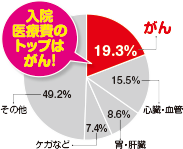 入院
医療費の
トップは
がん!
がん
19.3%
15.5%
心臓・血管
8.6%
胃・肝臓
7.4%
ケガなど
その他
49.2%